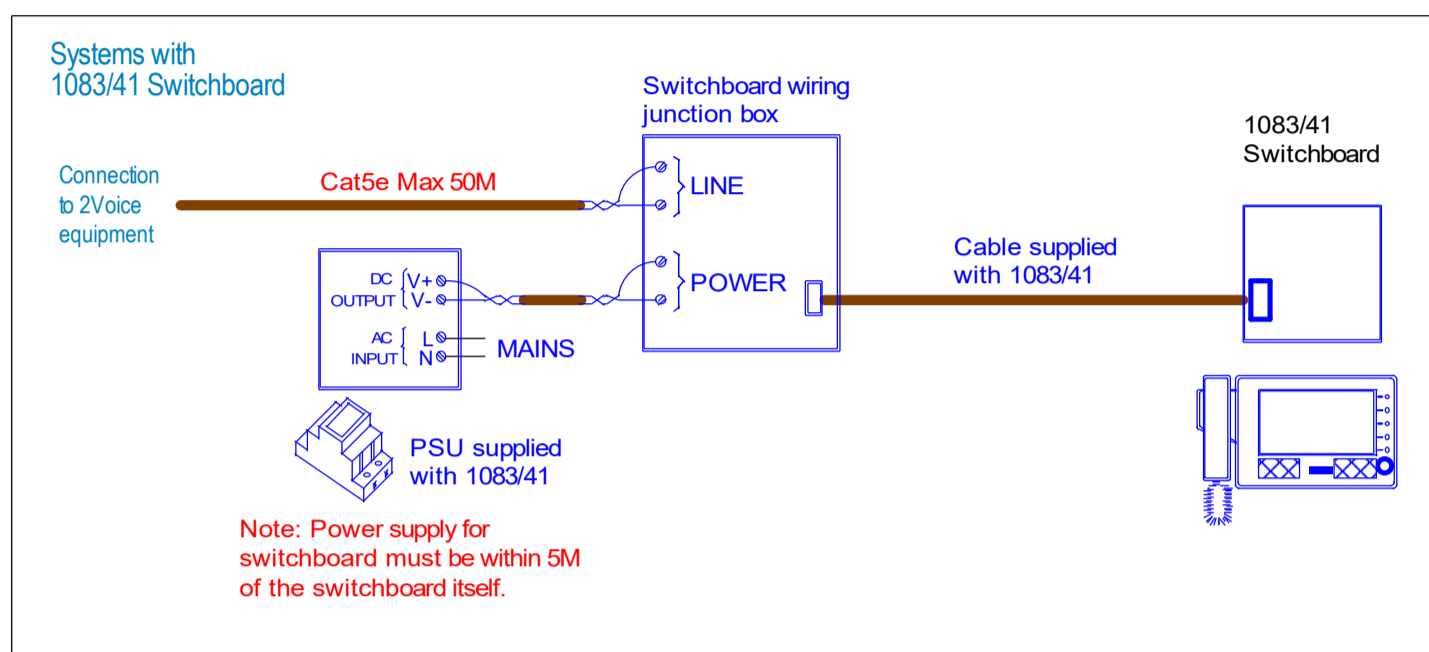 Systems with
1083/41 Switchboard
Switchboard wiring
junction box
1083/41
Switchboard
Connection
to 2Voice
equipment
Cat5e Max 50M
LINE
DC
OUTPUT
V+
V-
POWER
Cable supplied
with 1083/41
AC
INPUT
L
N
MAINS
PSU supplied
with 1083/41
Note: Power supply for
switchboard must be within 5M
of the switchboard itself.